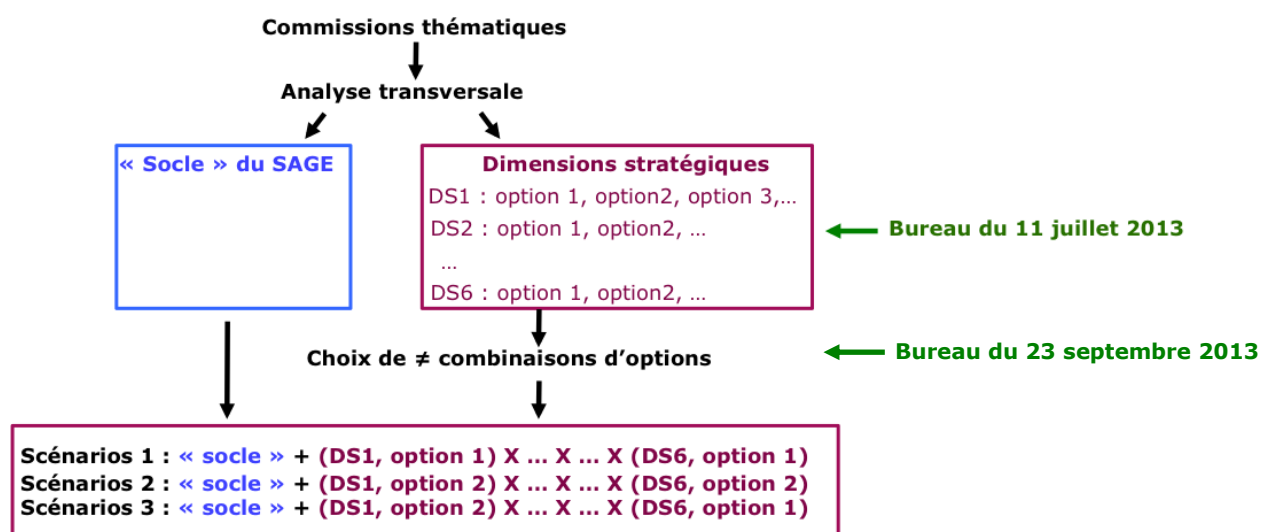 Commissions thématiques
Analyse transversale
« Socle » du SAGE
Dimensions stratégiques
DS1 : option 1, option2, option 3,…
DS2 : option 1, option2, …
…
DS6 : option 1, option2, …
Bureau du 11 juillet 2013
Choix de ≠ combinaisons d’options
Bureau du 23 septembre 2013
Scénarios 1 : « socle » + (DS1, option 1) X … X … X (DS6, option 1)
Scénarios 2 : « socle » + (DS1, option 2) X … X … X (DS6, option 2)
Scénarios 3 : « socle » + (DS1, option 2) X … X … X (DS6, option 1)